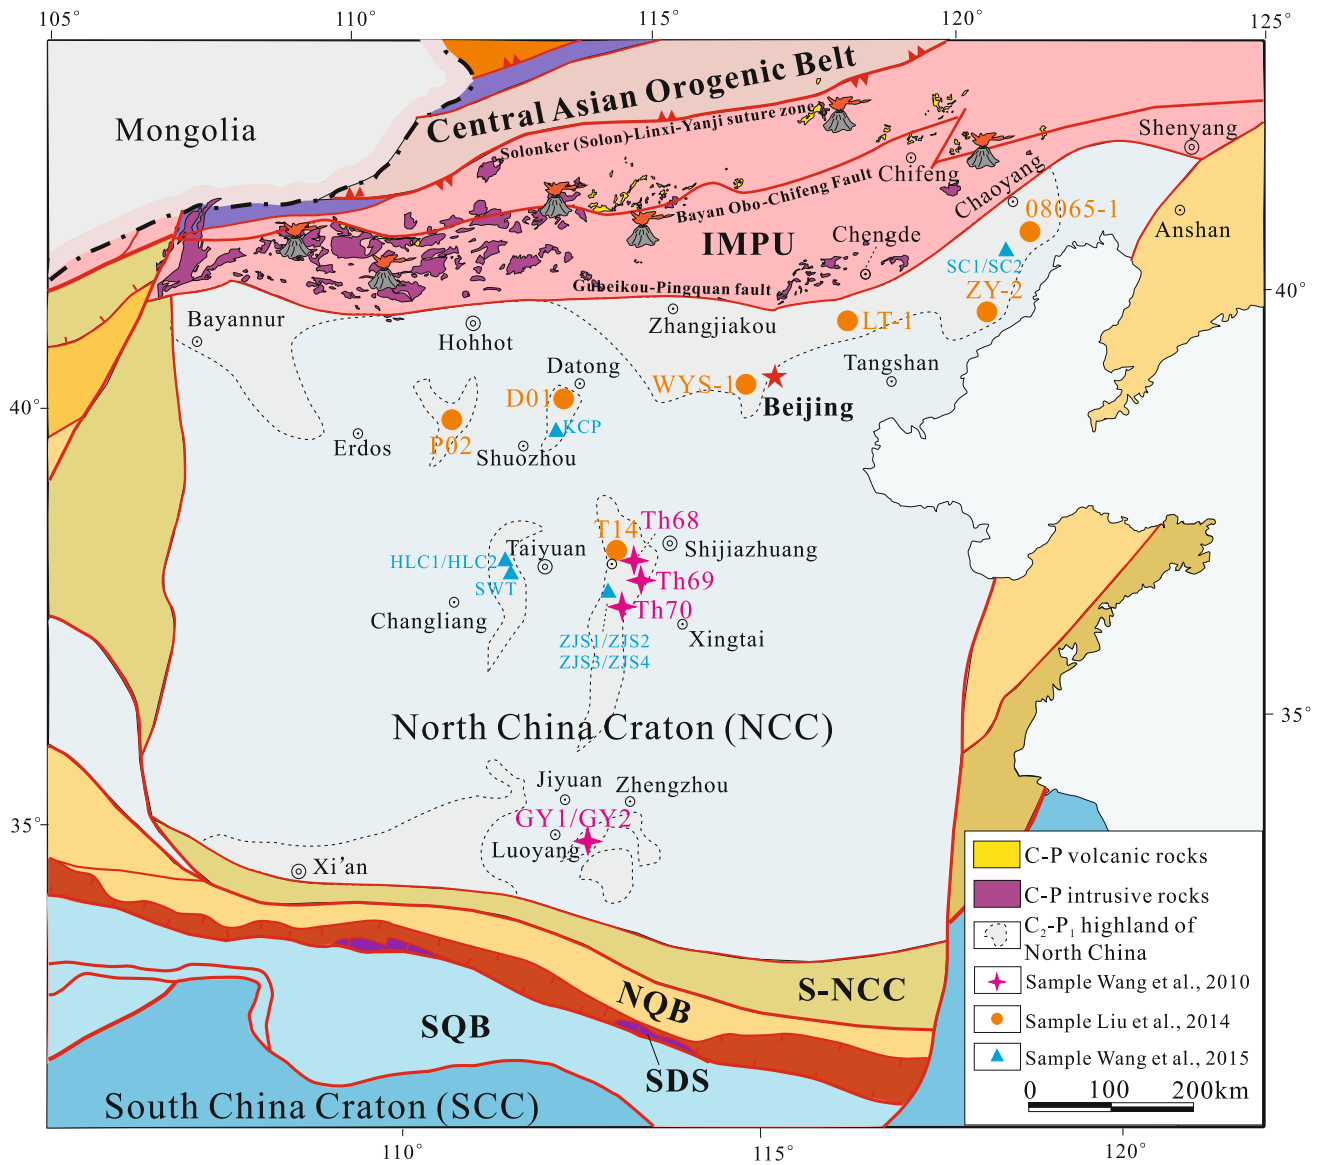 105°
110°
115°
120°
125°
Central Asian Orogenic Belt
Mongolia
Solonker (Solon)-Linxi-Yanji suture zone
Shenyang
Chifeng
Bayan Obo-Chifeng Fault
Chaoyang
08065-1
Anshan
IMPU
Chengde
SC1/SC2
Gubeikou-Pingquan fault
ZY-2
40°
Bayannur
Hohhot
Zhangjiakou
LT-1
Datong
Tangshan
WYS-1
D01
Beijing
40°
KCP
P02
Erdos
Shuozhou
Th68
T14
Taiyuan
Shijiazhuang
HLC1/HLC2
SWT
Th69
Th70
Changliang
Xingtai
ZJS1/ZJS2
ZJS3/ZJS4
35°
North China Craton (NCC)
Jiyuan
Zhengzhou
GY1/GY2
35°
Luoyang
Xi'an
C-P volcanic rocks
C-P intrusive rocks
C2-P1 highland of
North China
Sample Wang et al., 2010
Sample Liu et al., 2014
Sample Wang et al., 2015
0 100 200km
S-NCC
NQB
SQB
SDS
South China Craton (SCC)
110°
115°
120°